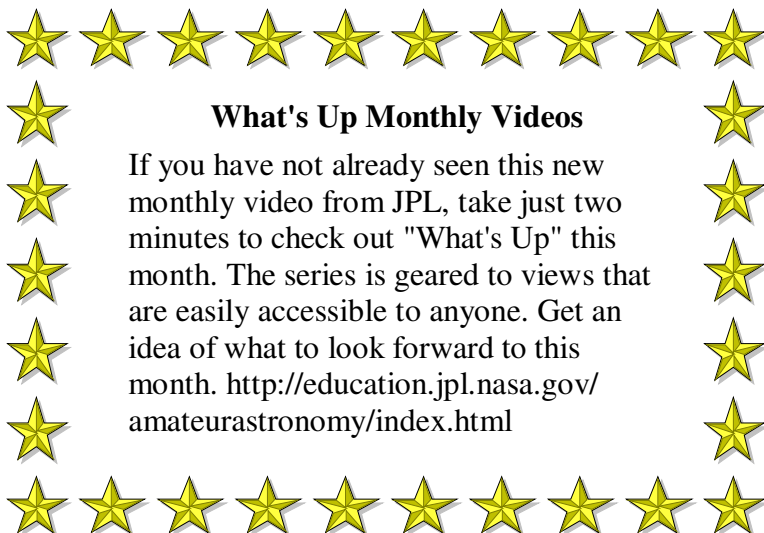 What's Up Monthly Videos
If you have not already seen this new
monthly video from JPL, take just two
minutes to check out "What's Up" this
month. The series is geared to views that
are easily accessible to anyone. Get an
idea of what to look forward to this
month. http://education.jpl.nasa.gov/
amateurastronomy/index.html